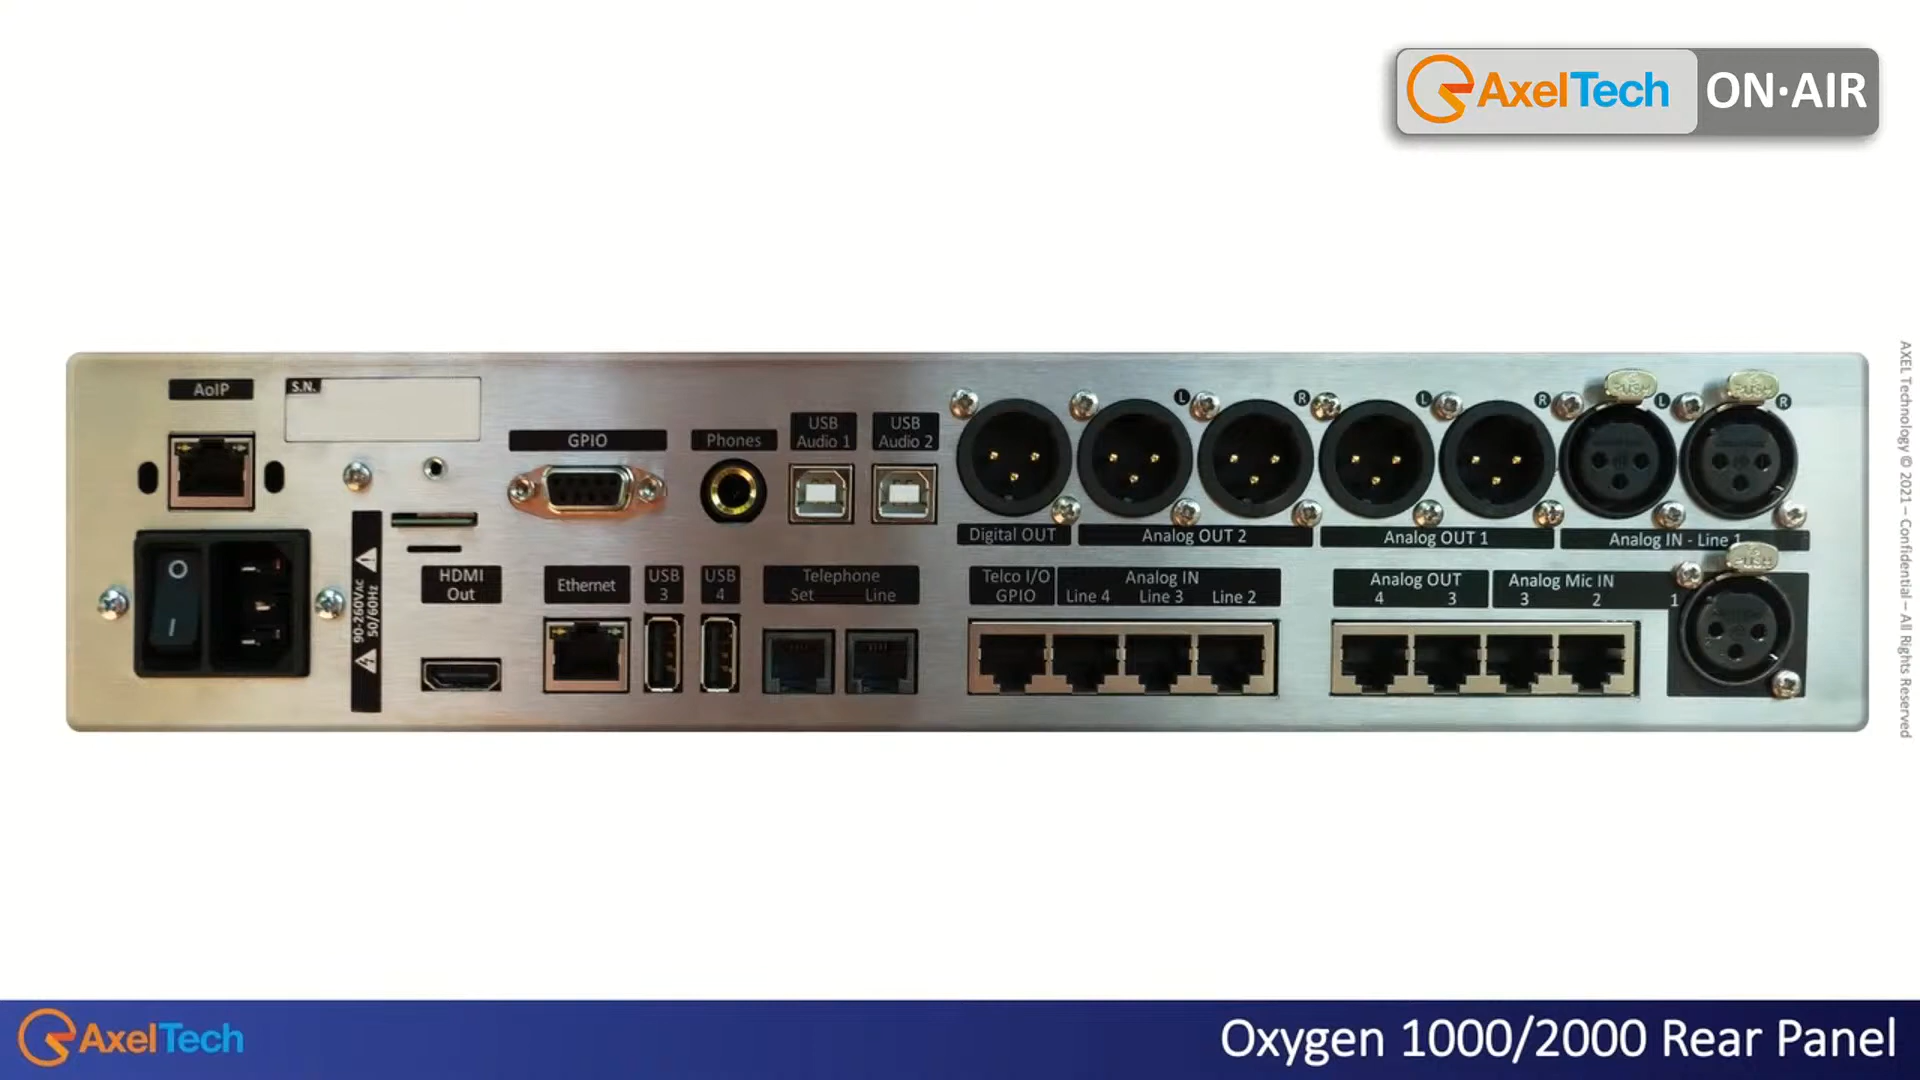 AxelTech ON·AIR
AoIP
S.N.
GPIO
Phones
USB
Audio 1
USB
Audio 2
L
R
L
R
L
R
Digital OUT
Analog OUT 2
Analog OUT 1
Analog IN - Line 1
90-260VAC
50/60Hz
HDMI
Out
Ethernet
USB
3
USB
4
Telephone
Set
Line
Telco I/O
GPIO
Analog IN
Line 4
Line 3
Line 2
Analog OUT
4
3
Analog Mic IN
3
2
1
PUSH
PUSH
PUSH
AXEL Technology © 2021 – Confidential – All Rights Reserved
AxelTech
Oxygen 1000/2000 Rear Panel